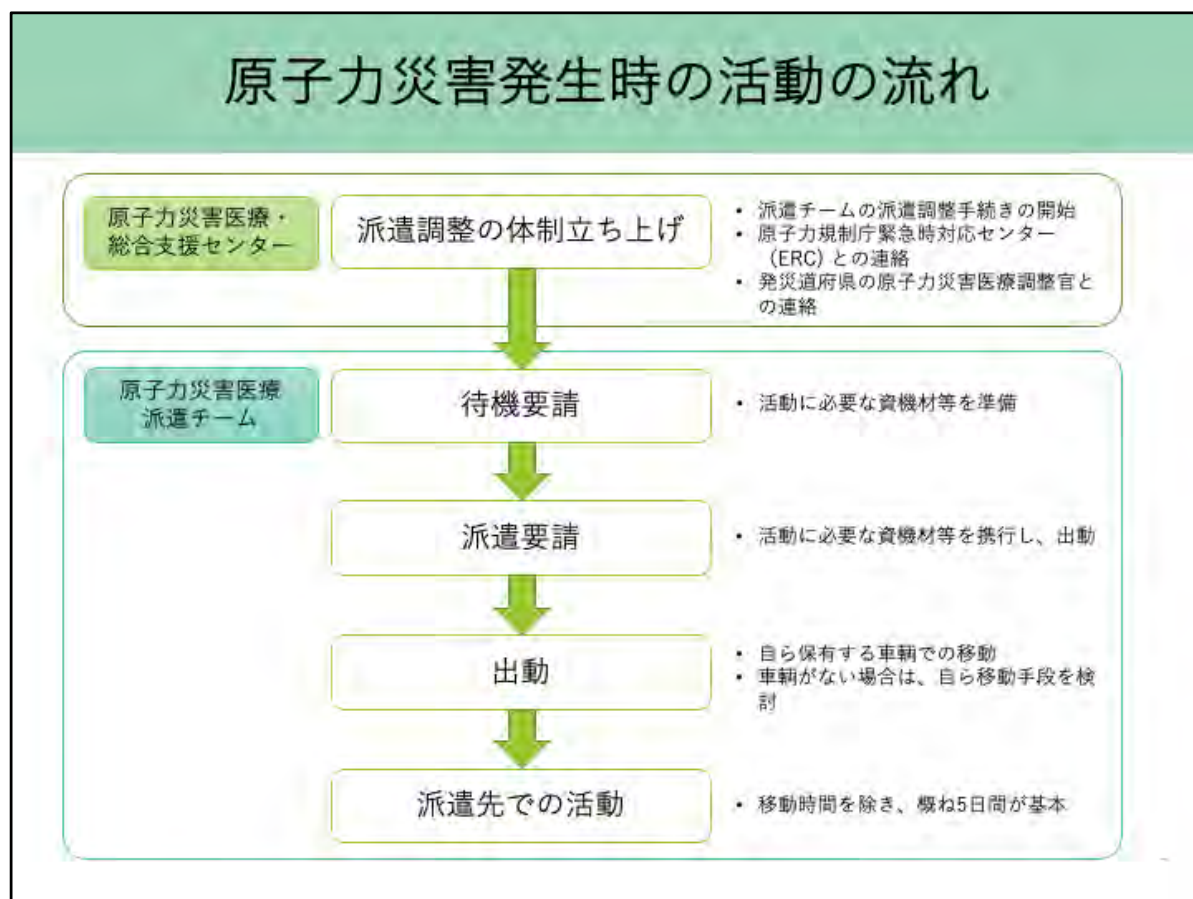 原子力災害発生時の活動の流れ
原子力災害医療・
総合支援センター
派遣調整の体制立ち上げ
• 派遣チームの派遣調整手続きの開始
• 原子力規制庁緊急時対応センター
(ERC) との連絡
• 発災道府県の原子力災害医療調整官と
の連絡
原子力災害医療
派遣チーム
待機要請
• 活動に必要な資機材等を準備
派遣要請
• 活動に必要な資機材等を携行し、出動
出動
• 自ら保有する車輌での移動
• 車輌がない場合は、自ら移動手段を検
討
派遣先での活動
• 移動時間を除き、概ね5日間が基本